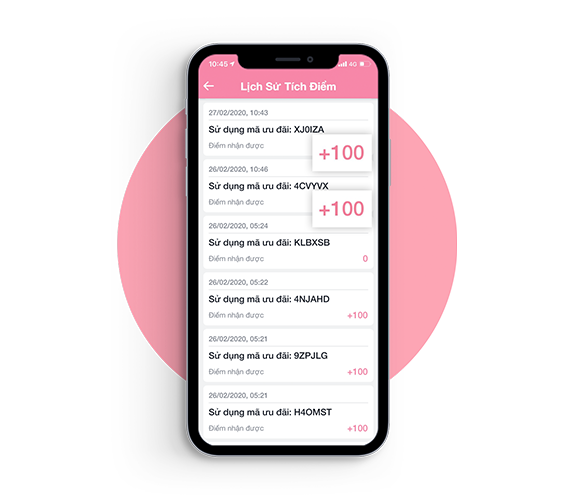 10:45 4G
Lịch Sử Tích Điểm
27/02/2020, 10:43
Sử dụng mã ưu đãi: XJ0IZA
Điểm nhận được
+100
26/02/2020, 10:46
Sử dụng mã ưu đãi: 4CVYVX
Điểm nhận được
+100
26/02/2020, 05:24
Sử dụng mã ưu đãi: KLBXSB
Điểm nhận được 0
26/02/2020, 05:22
Sử dụng mã ưu đãi: 4NJAHD
Điểm nhận được +100
26/02/2020, 05:21
Sử dụng mã ưu đãi: 9ZPJLG
Điểm nhận được +100
26/02/2020, 05:21
Sử dụng mã ưu đãi: H4OMST
Điểm nhận được +100